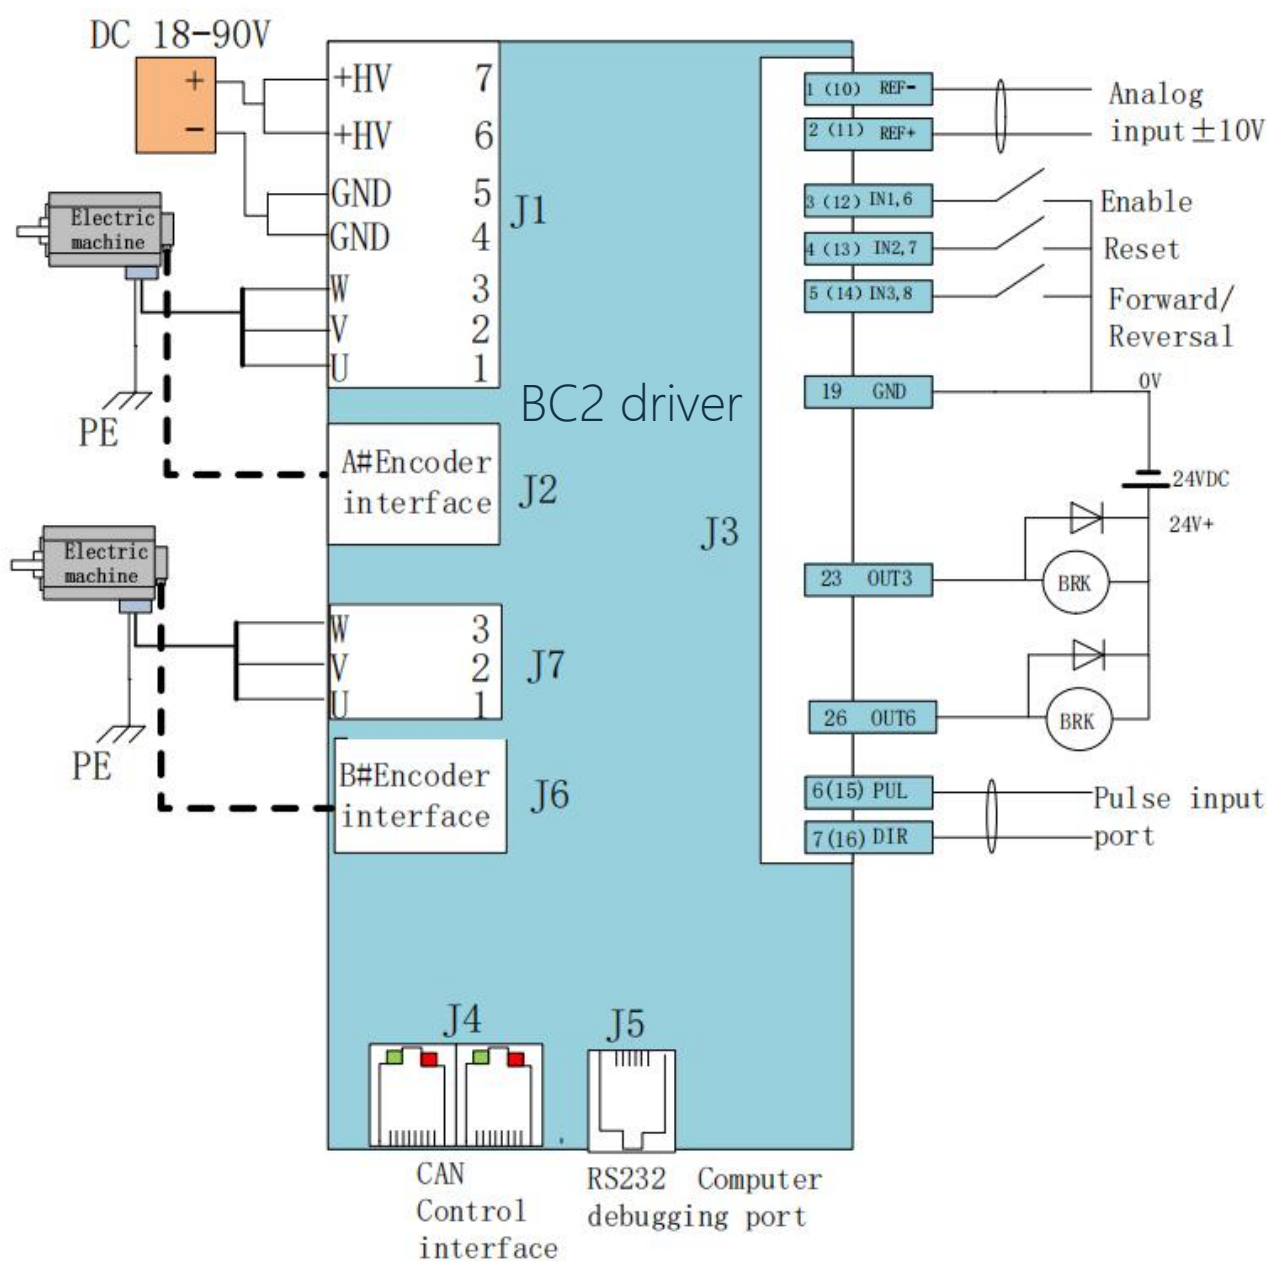 DC 18-90V
+
−
+HV 7
+HV 6
GND 5
GND 4
W 3
V 2
U 1
J1
Electric
machine
PE
A#Encoder
interface
J2
BC2 driver
Electric
machine
PE
W 3
V 2
U 1
J7
B#Encoder
interface
J6
J3
1 (10) REF-
2 (11) REF+
Analog
input±10V
3 (12) IN1,6
Enable
4 (13) IN2,7
Reset
5 (14) IN3,8
Forward/
Reversal
19 GND
0V
24VDC
24V+
23 OUT3
BRK
26 OUT6
BRK
6(15) PUL
7(16) DIR
Pulse input
port
J4
J5
CAN
Control
interface
RS232 Computer
debugging port